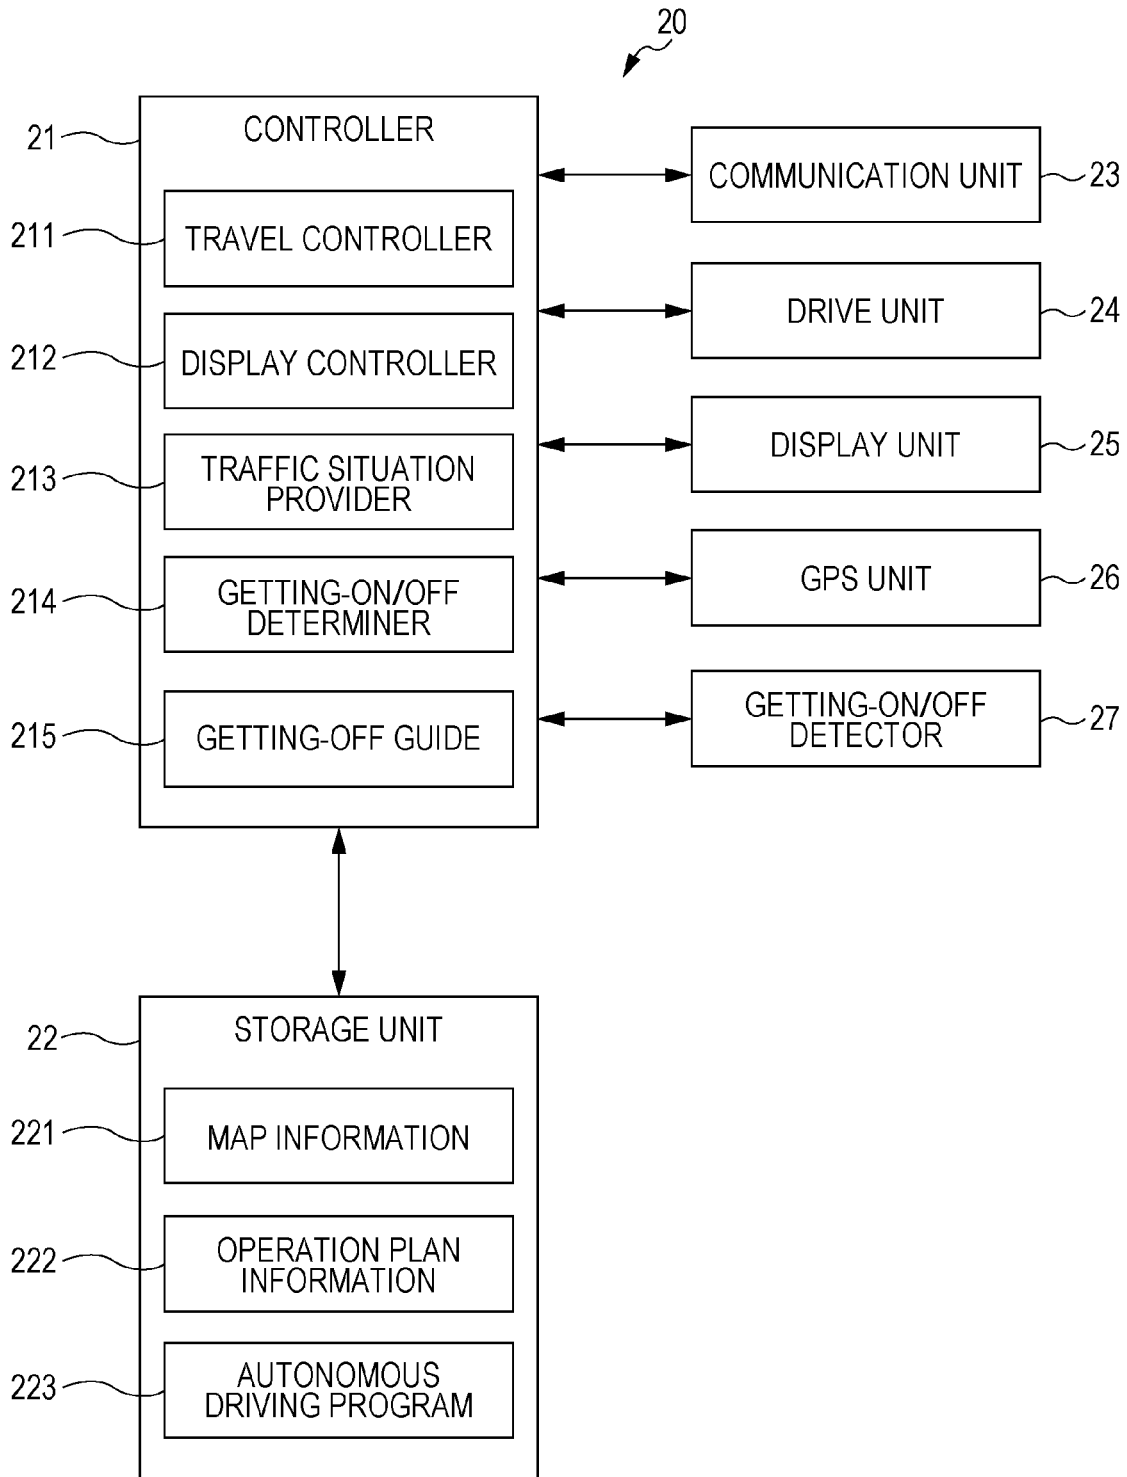 20
21
CONTROLLER
211
TRAVEL CONTROLLER
212
DISPLAY CONTROLLER
213
TRAFFIC SITUATION
PROVIDER
214
GETTING-ON/OFF
DETERMINER
215
GETTING-OFF GUIDE
COMMUNICATION UNIT
23
DRIVE UNIT
24
DISPLAY UNIT
25
GPS UNIT
26
GETTING-ON/OFF
DETECTOR
27
22
STORAGE UNIT
221
MAP INFORMATION
222
OPERATION PLAN
INFORMATION
223
AUTONOMOUS
DRIVING PROGRAM